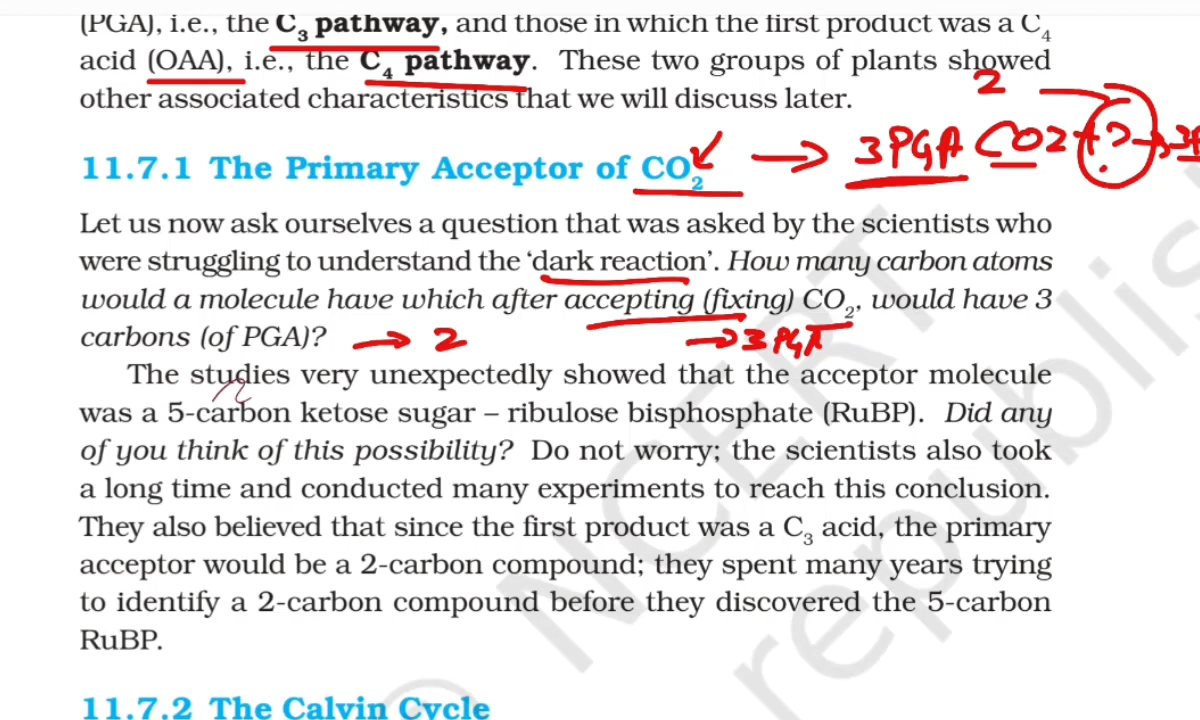 (PGA), i.e., the C3 pathway, and those in which the first product was a C4
acid (OAA), i.e., the C4 pathway. These two groups of plants showed
other associated characteristics that we will discuss later.
2
11.7.1 The Primary Acceptor of CO2 → 3PGA CO2 + ? →
Let us now ask ourselves a question that was asked by the scientists who
were struggling to understand the ‘dark reaction’. How many carbon atoms
would a molecule have which after accepting (fixing) CO2, would have 3
carbons (of PGA)? → 2 → 3 PGA
The studies very unexpectedly showed that the acceptor molecule
was a 5-carbon ketose sugar – ribulose bisphosphate (RuBP). Did any
of you think of this possibility? Do not worry; the scientists also took
a long time and conducted many experiments to reach this conclusion.
They also believed that since the first product was a C3 acid, the primary
acceptor would be a 2-carbon compound; they spent many years trying
to identify a 2-carbon compound before they discovered the 5-carbon
RuBP.
11.7.2 The Calvin Cycle
© NCERT
republis